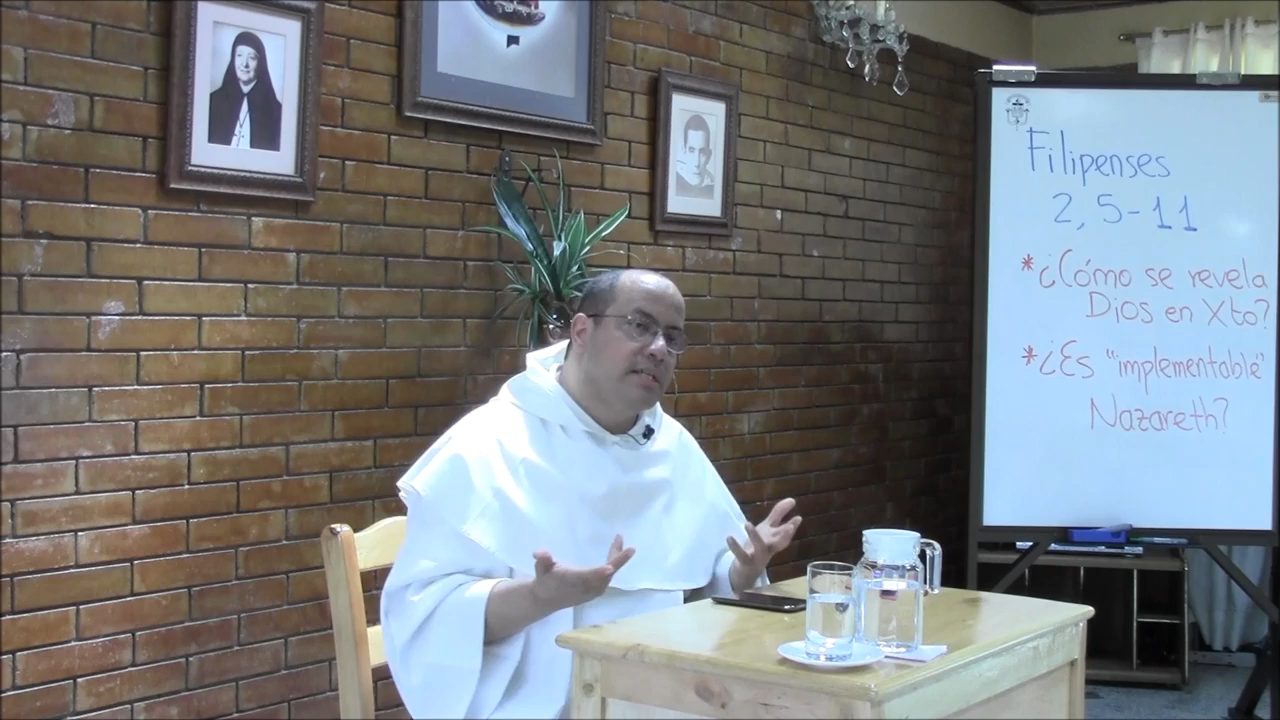 Filipenses
2, 5-11
*¿Cómo se revela
Dios en Xto?
*¿Es "implementable"
Nazareth?